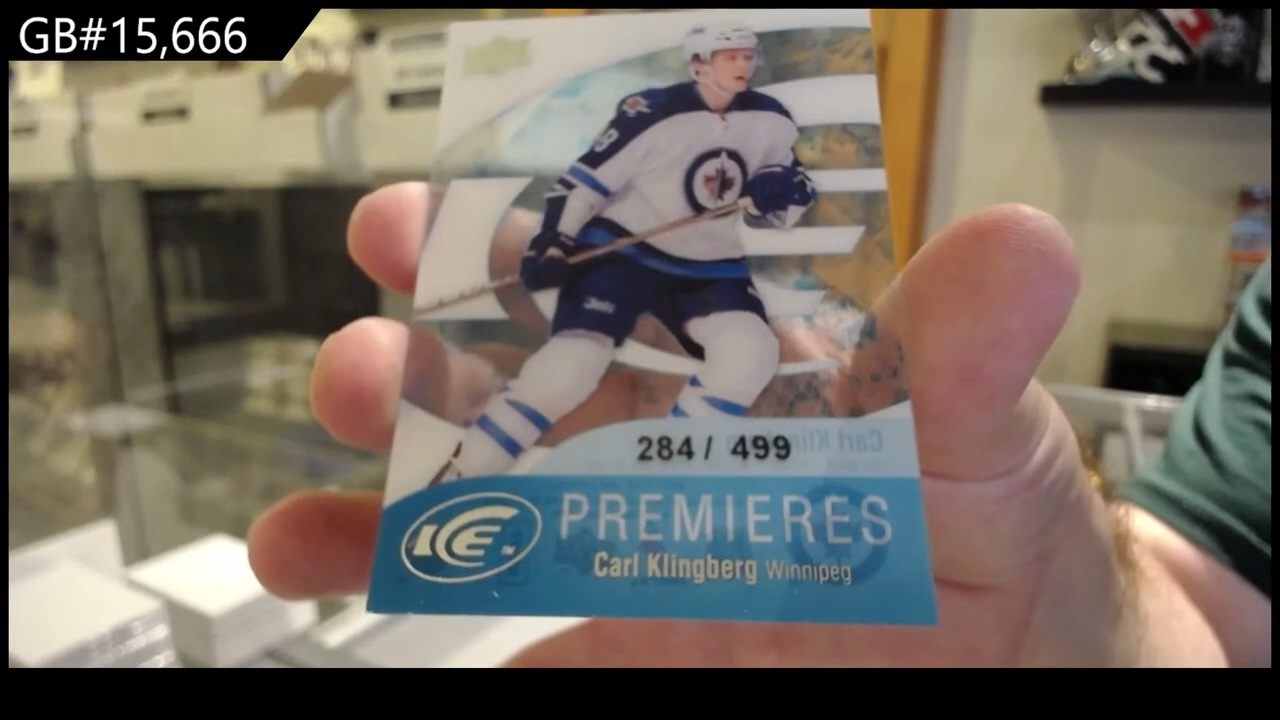 GB#15,666
284 / 499
ICE
PREMIERES
Carl Klingberg Winnipeg